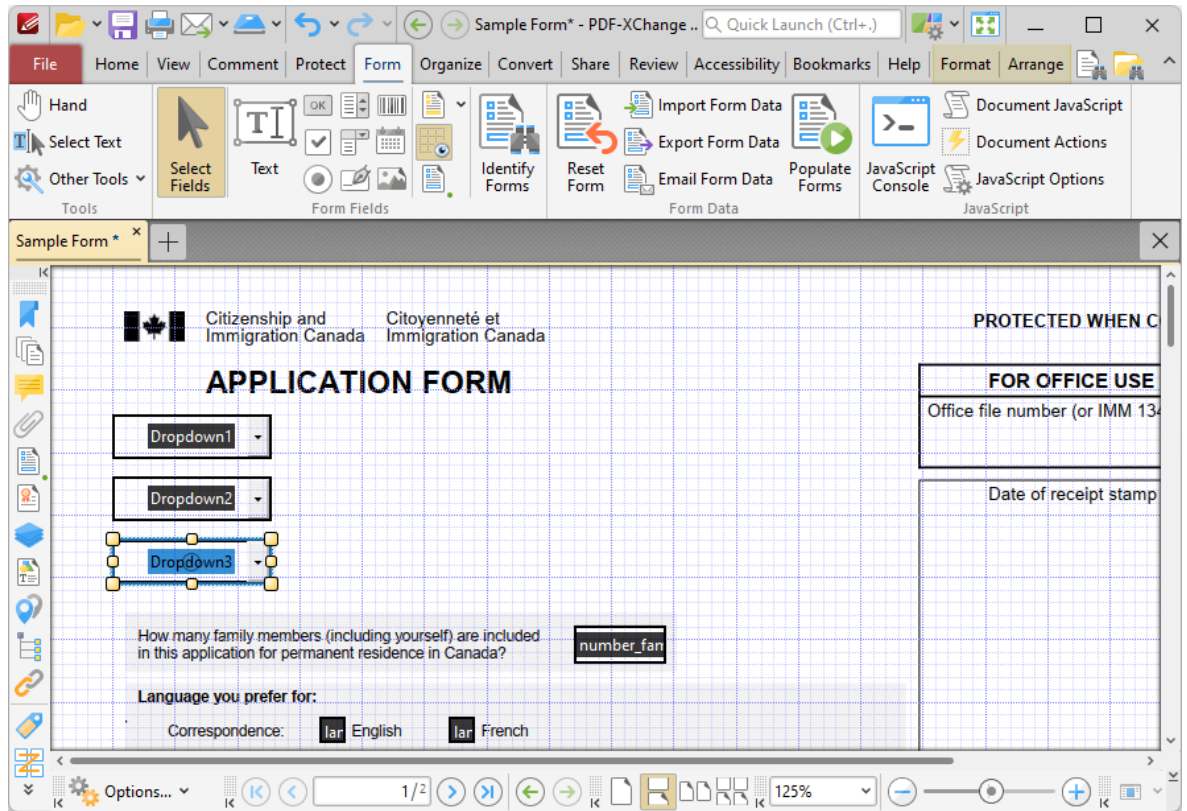 Sample Form* - PDF-XChange ..
Quick Launch (Ctrl+.)
File Home View Comment Protect Form Organize Convert Share Review Accessibility Bookmarks Help Format Arrange
Hand
Select Text
Other Tools
Tools
Select
Fields
Text
OK
Form Fields
Identify
Forms
Reset
Form
Import Form Data
Export Form Data
Email Form Data
Populate
Forms
Form Data
JavaScript
Console
Document JavaScript
Document Actions
JavaScript Options
JavaScript
Sample Form *
Citizenship and
Immigration Canada
Citoyenneté et
Immigration Canada
PROTECTED WHEN C
APPLICATION FORM
FOR OFFICE USE
Office file number (or IMM 134
Dropdown1
Dropdown2
Date of receipt stamp
Dropdown3
How many family members (including yourself) are included
in this application for permanent residence in Canada?
number_fan
Language you prefer for:
Correspondence: lar English lar French
Options... 1/2 125%